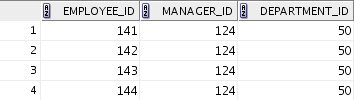 EMPLOYEE_ID MANAGER_ID DEPARTMENT_ID
1 141 124 50
2 142 124 50
3 143 124 50
4 144 124 50